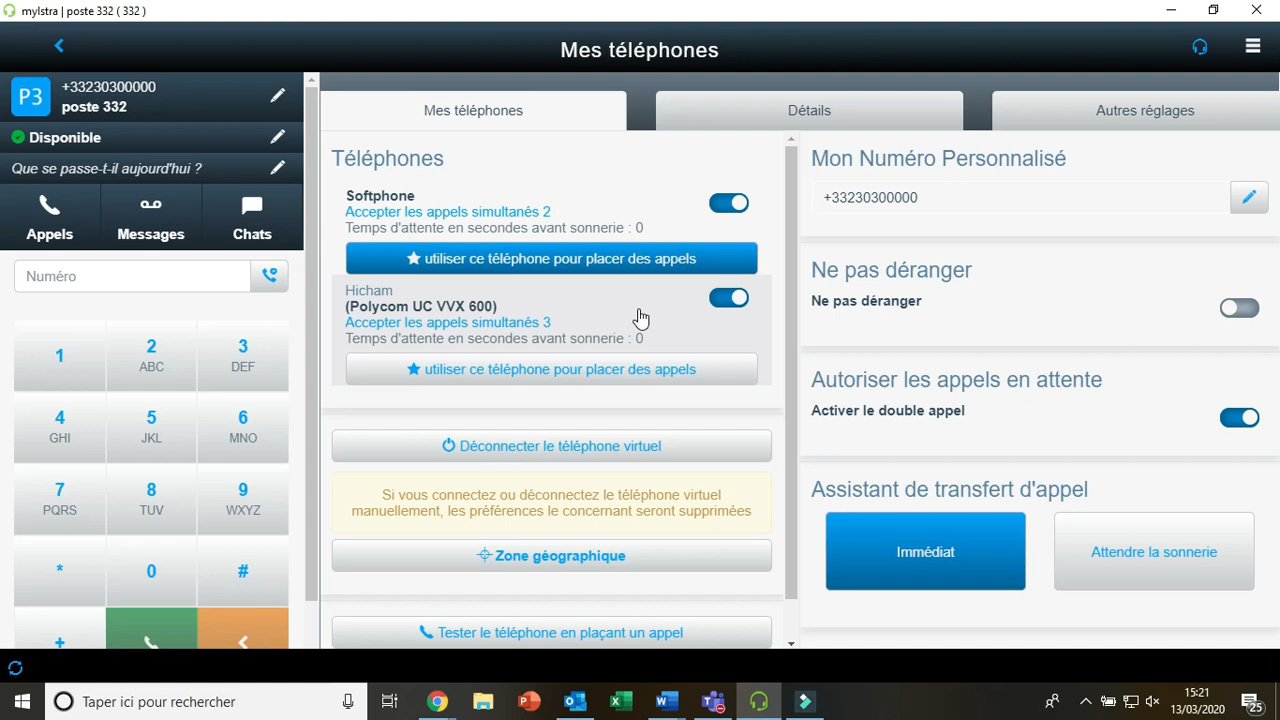 myIstra | poste 332 ( 332 )
Mes téléphones
P3
+33230300000
poste 332
Disponible
Que se passe-t-il aujourd'hui ?
Appels
Messages
Chats
Numéro
1
2
ABC
3
DEF
4
GHI
5
JKL
6
MNO
7
PQRS
8
TUV
9
WXYZ
*
0
#
+
Mes téléphones
Détails
Autres réglages
Téléphones
Softphone
Accepter les appels simultanés 2
Temps d'attente en secondes avant sonnerie : 0
utiliser ce téléphone pour placer des appels
Hicham
(Polycom UC VVX 600)
Accepter les appels simultanés 3
Temps d'attente en secondes avant sonnerie : 0
utiliser ce téléphone pour placer des appels
Déconnecter le téléphone virtuel
Si vous connectez ou déconnectez le téléphone virtuel
manuellement, les préférences le concernant seront supprimées
Zone géographique
Tester le téléphone en plaçant un appel
Mon Numéro Personnalisé
+33230300000
Ne pas déranger
Ne pas déranger
Autoriser les appels en attente
Activer le double appel
Assistant de transfert d'appel
Immédiat
Attendre la sonnerie
Taper ici pour rechercher
15:21
13/03/2020
25